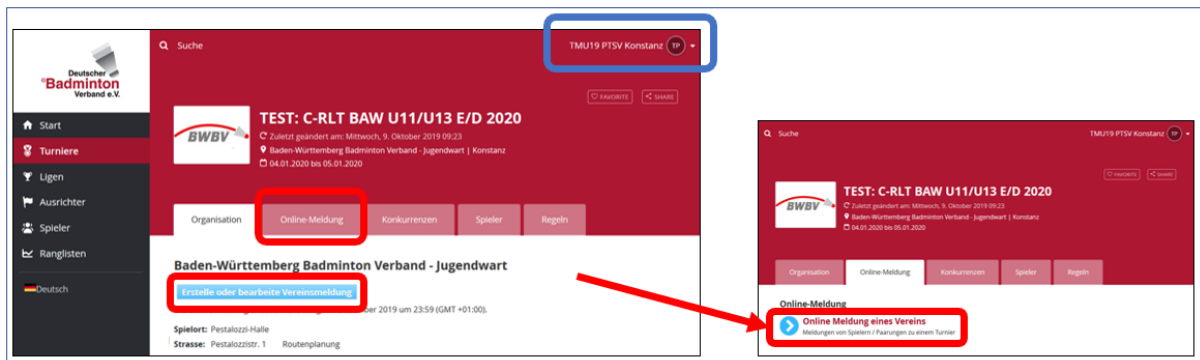 Deutscher
Badminton
Verband e.V.
Start
Turniere
Ligen
Ausrichter
Spieler
Ranglisten
Deutsch
Suche
TMU19 PTSV Konstanz TP
FAVORITE SHARE
BWBV
TEST: C-RLT BAW U11/U13 E/D 2020
Zuletzt geändert am: Mittwoch, 9. Oktober 2019 09:23
Baden-Württemberg Badminton Verband - Jugendwart | Konstanz
04.01.2020 bis 05.01.2020
Organisation Online-Meldung Konkurrenzen Spieler Regeln
Baden-Württemberg Badminton Verband - Jugendwart
Erstelle oder bearbeite Vereinsmeldung
2019 um 23:59 (GMT +01:00).
Spielort: Pestalozzi-Halle
Strasse: Pestalozzistr. 1 Routenplanung
Suche
TMU19 PTSV Konstanz TP
FAVORITE SHARE
BWBV
TEST: C-RLT BAW U11/U13 E/D 2020
Zuletzt geändert am: Mittwoch, 9. Oktober 2019 09:23
Baden-Württemberg Badminton Verband - Jugendwart | Konstanz
04.01.2020 bis 05.01.2020
Organisation Online-Meldung Konkurrenzen Spieler Regeln
Online-Meldung
Online Meldung eines Vereins
Meldungen von Spielern / Paarungen zu einem Turnier